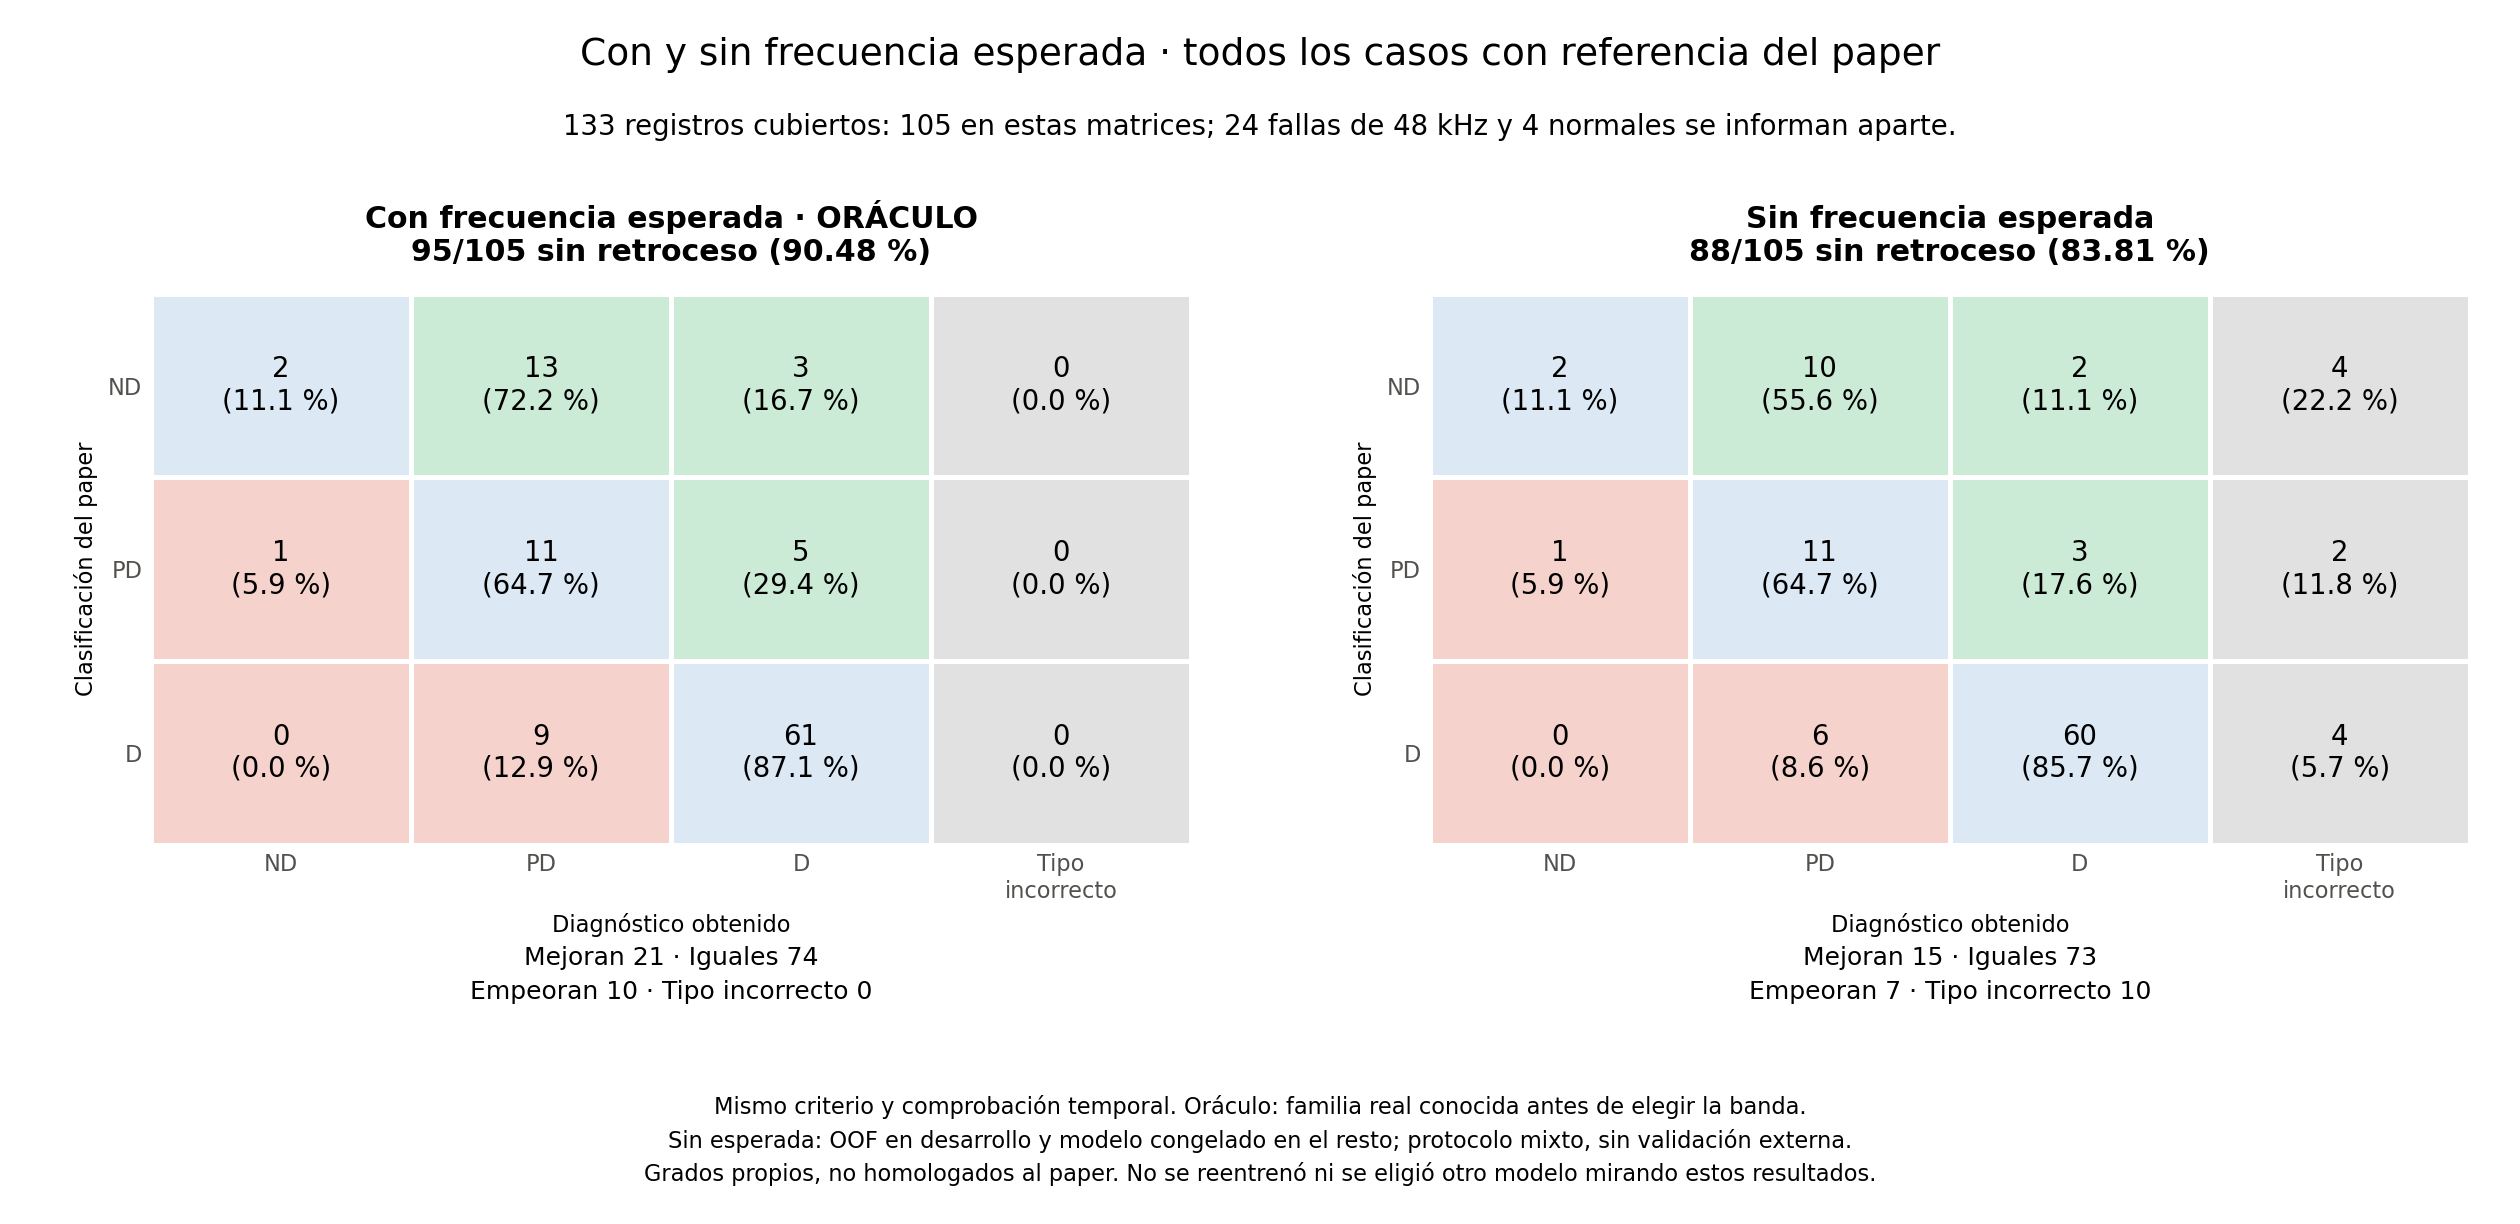 Con y sin frecuencia esperada · todos los casos con referencia del paper
133 registros cubiertos: 105 en estas matrices; 24 fallas de 48 kHz y 4 normales se informan aparte.
Con frecuencia esperada · ORÁCULO
95/105 sin retroceso (90.48 %)
Clasificación del paper
ND
2
(11.1 %)
13
(72.2 %)
3
(16.7 %)
0
(0.0 %)
PD
1
(5.9 %)
11
(64.7 %)
5
(29.4 %)
0
(0.0 %)
D
0
(0.0 %)
9
(12.9 %)
61
(87.1 %)
0
(0.0 %)
ND
PD
D
Tipo
incorrecto
Diagnóstico obtenido
Mejoran 21 · Iguales 74
Empeoran 10 · Tipo incorrecto 0
Sin frecuencia esperada
88/105 sin retroceso (83.81 %)
Clasificación del paper
ND
2
(11.1 %)
10
(55.6 %)
2
(11.1 %)
4
(22.2 %)
PD
1
(5.9 %)
11
(64.7 %)
3
(17.6 %)
2
(11.8 %)
D
0
(0.0 %)
6
(8.6 %)
60
(85.7 %)
4
(5.7 %)
ND
PD
D
Tipo
incorrecto
Diagnóstico obtenido
Mejoran 15 · Iguales 73
Empeoran 7 · Tipo incorrecto 10
Mismo criterio y comprobación temporal. Oráculo: familia real conocida antes de elegir la banda.
Sin esperada: OOF en desarrollo y modelo congelado en el resto; protocolo mixto, sin validación externa.
Grados propios, no homologados al paper. No se reentrenó ni se eligió otro modelo mirando estos resultados.